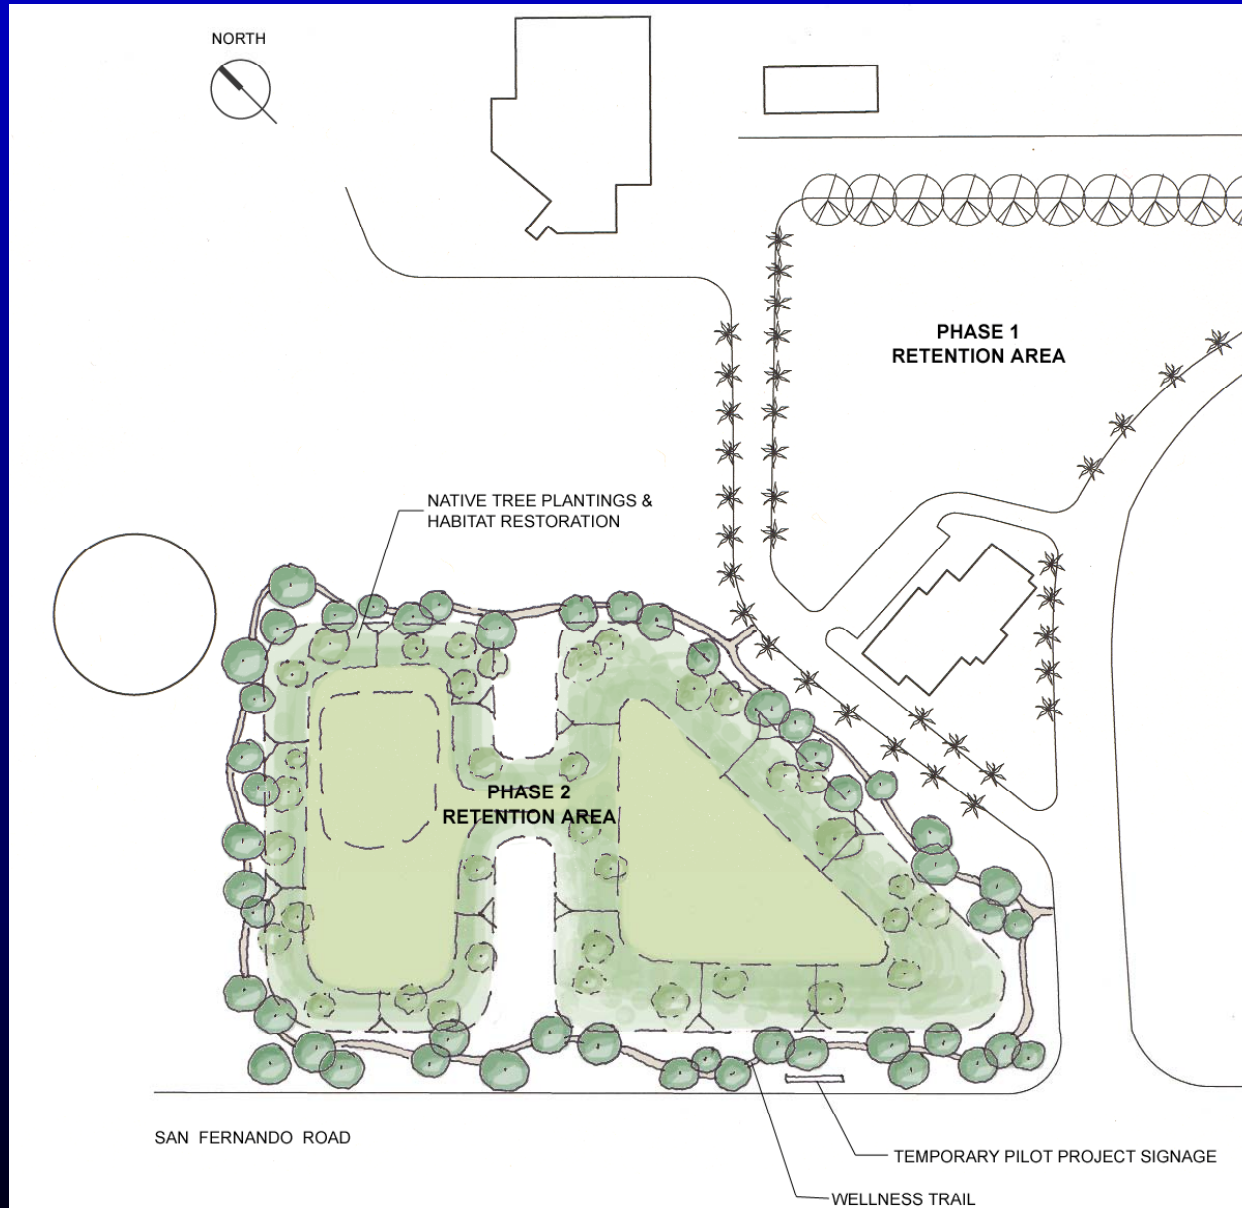 NORTH
PHASE 1
RETENTION AREA
NATIVE TREE PLANTINGS &
HABITAT RESTORATION
PHASE 2
RETENTION AREA
SAN FERNANDO ROAD
TEMPORARY PILOT PROJECT SIGNAGE
WELLNESS TRAIL